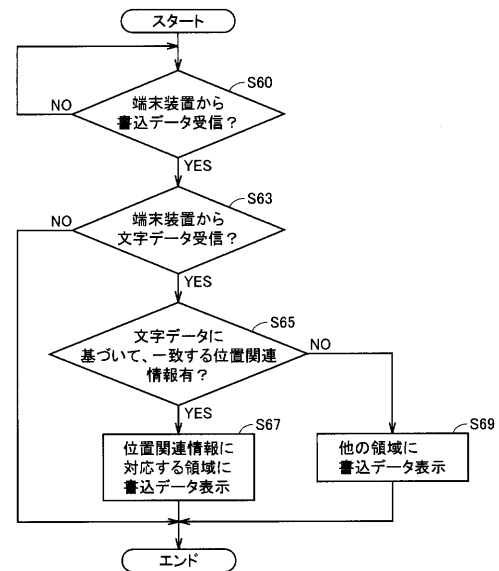 スタート
S60
NO
端末装置から
書込データ受信？
YES
S63
NO
端末装置から
文字データ受信？
YES
S65
文字データに
基づいて、一致する位置関連
情報有？
NO
YES
S67
位置関連情報に
対応する領域に
書込データ表示
S69
他の領域に
書込データ表示
エンド